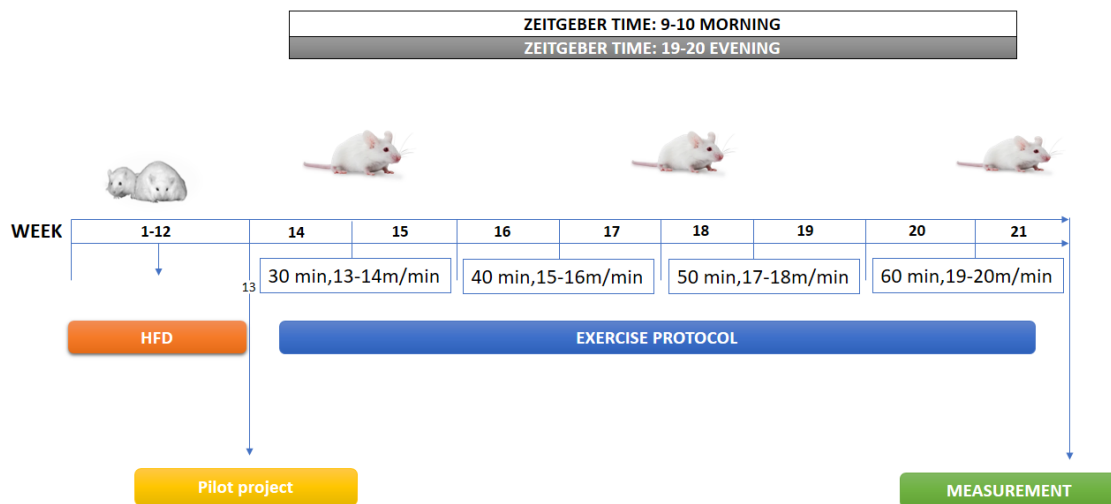 ZEITGEBER TIME: 9-10 MORNING
ZEITGEBER TIME: 19-20 EVENING
WEEK 1-12 14 15 16 17 18 19 20 21
13 30 min,13-14m/min 40 min,15-16m/min 50 min,17-18m/min 60 min,19-20m/min
HFD EXERCISE PROTOCOL
Pilot project MEASUREMENT